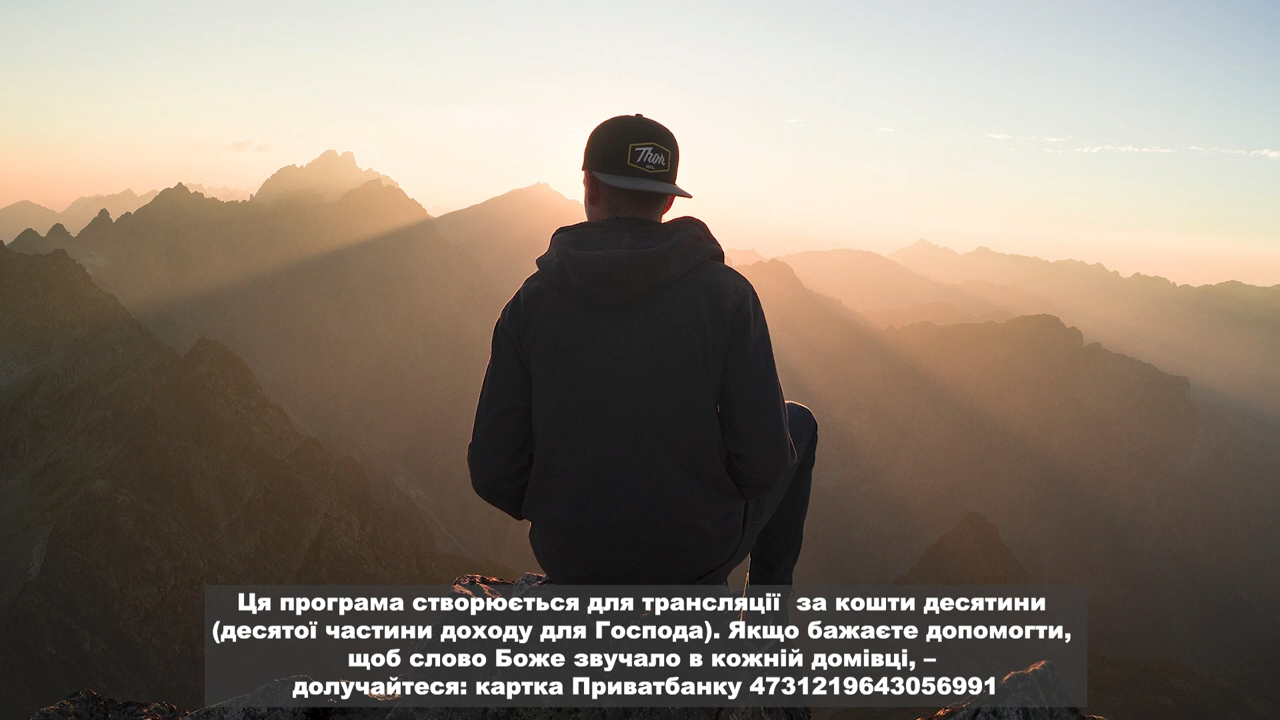 Thor
Ця програма створюється для трансляції за кошти десятини
(десятої частини доходу для Господа). Якщо бажаєте допомогти,
щоб слово Боже звучало в кожній домівці, –
долучайтеся: картка Приватбанку 4731219643056991